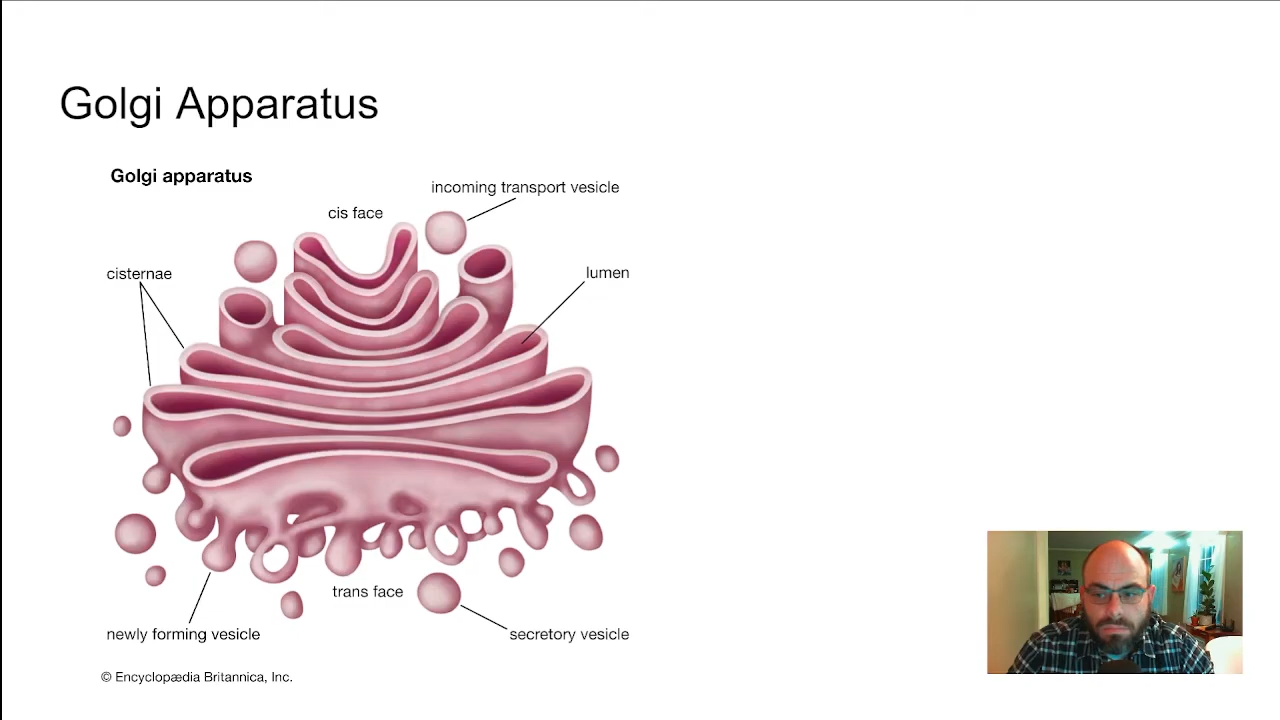 Golgi Apparatus
Golgi apparatus
incoming transport vesicle
cis face
cisternae
lumen
trans face
newly forming vesicle
secretory vesicle
© Encyclopædia Britannica, Inc.